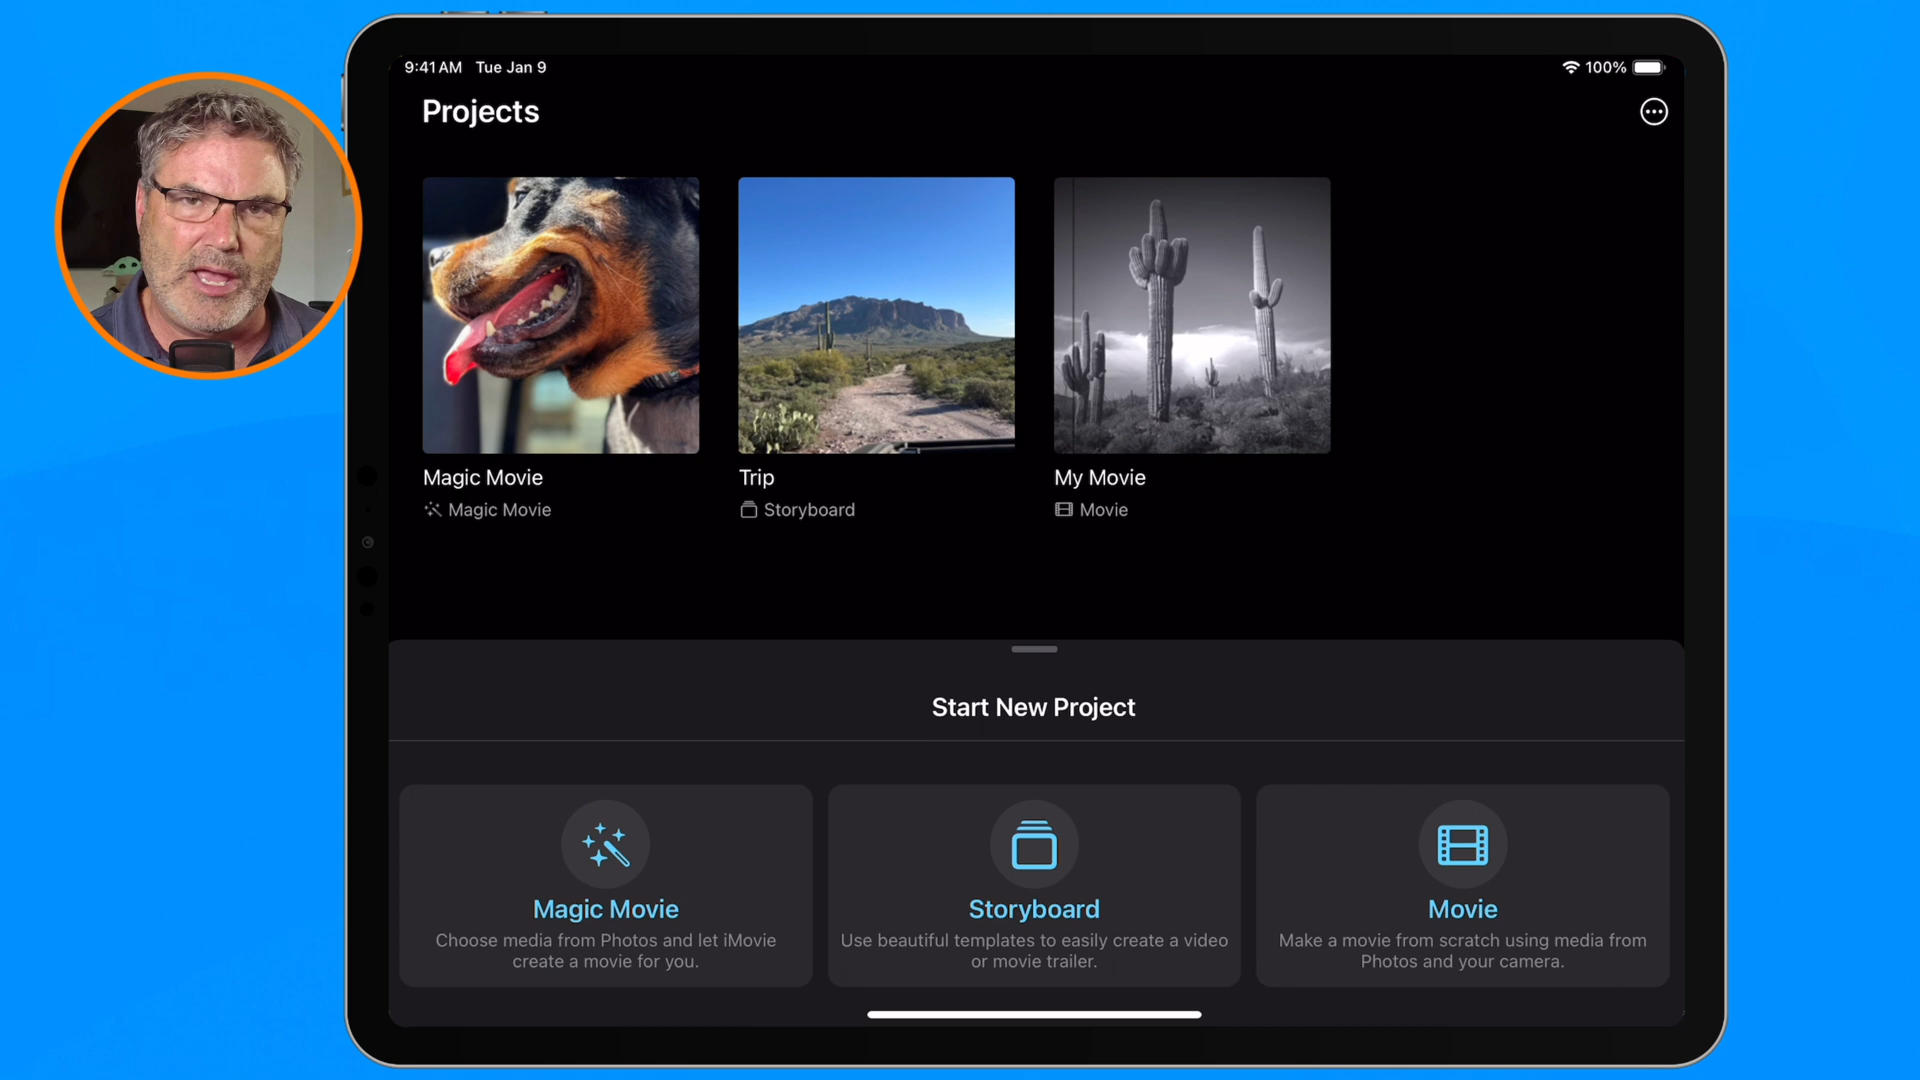 9:41 AM Tue Jan 9
100%
Projects
Magic Movie
Magic Movie
Trip
Storyboard
My Movie
Movie
Start New Project
Magic Movie
Choose media from Photos and let iMovie
create a movie for you.
Storyboard
Use beautiful templates to easily create a video
or movie trailer.
Movie
Make a movie from scratch using media from
Photos and your camera.